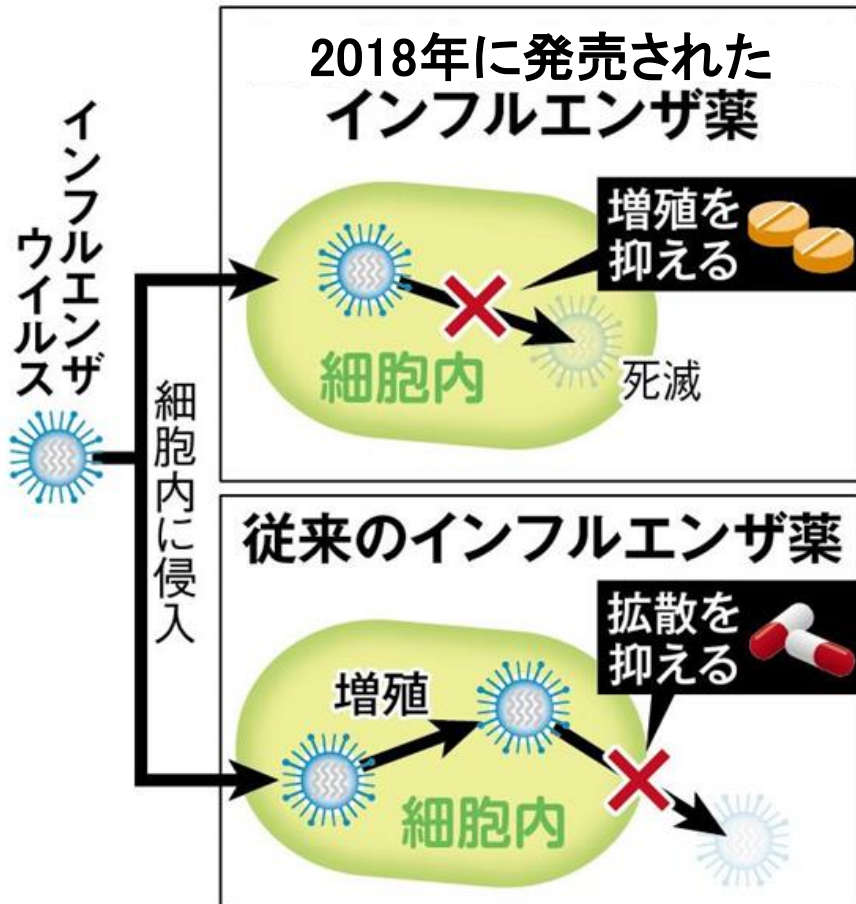 2018年に発売された
インフルエンザ薬
インフルエンザ
ウイルス
細胞内に侵入
増殖を
抑える
細胞内
死滅
従来のインフルエンザ薬
拡散を
抑える
増殖
細胞内